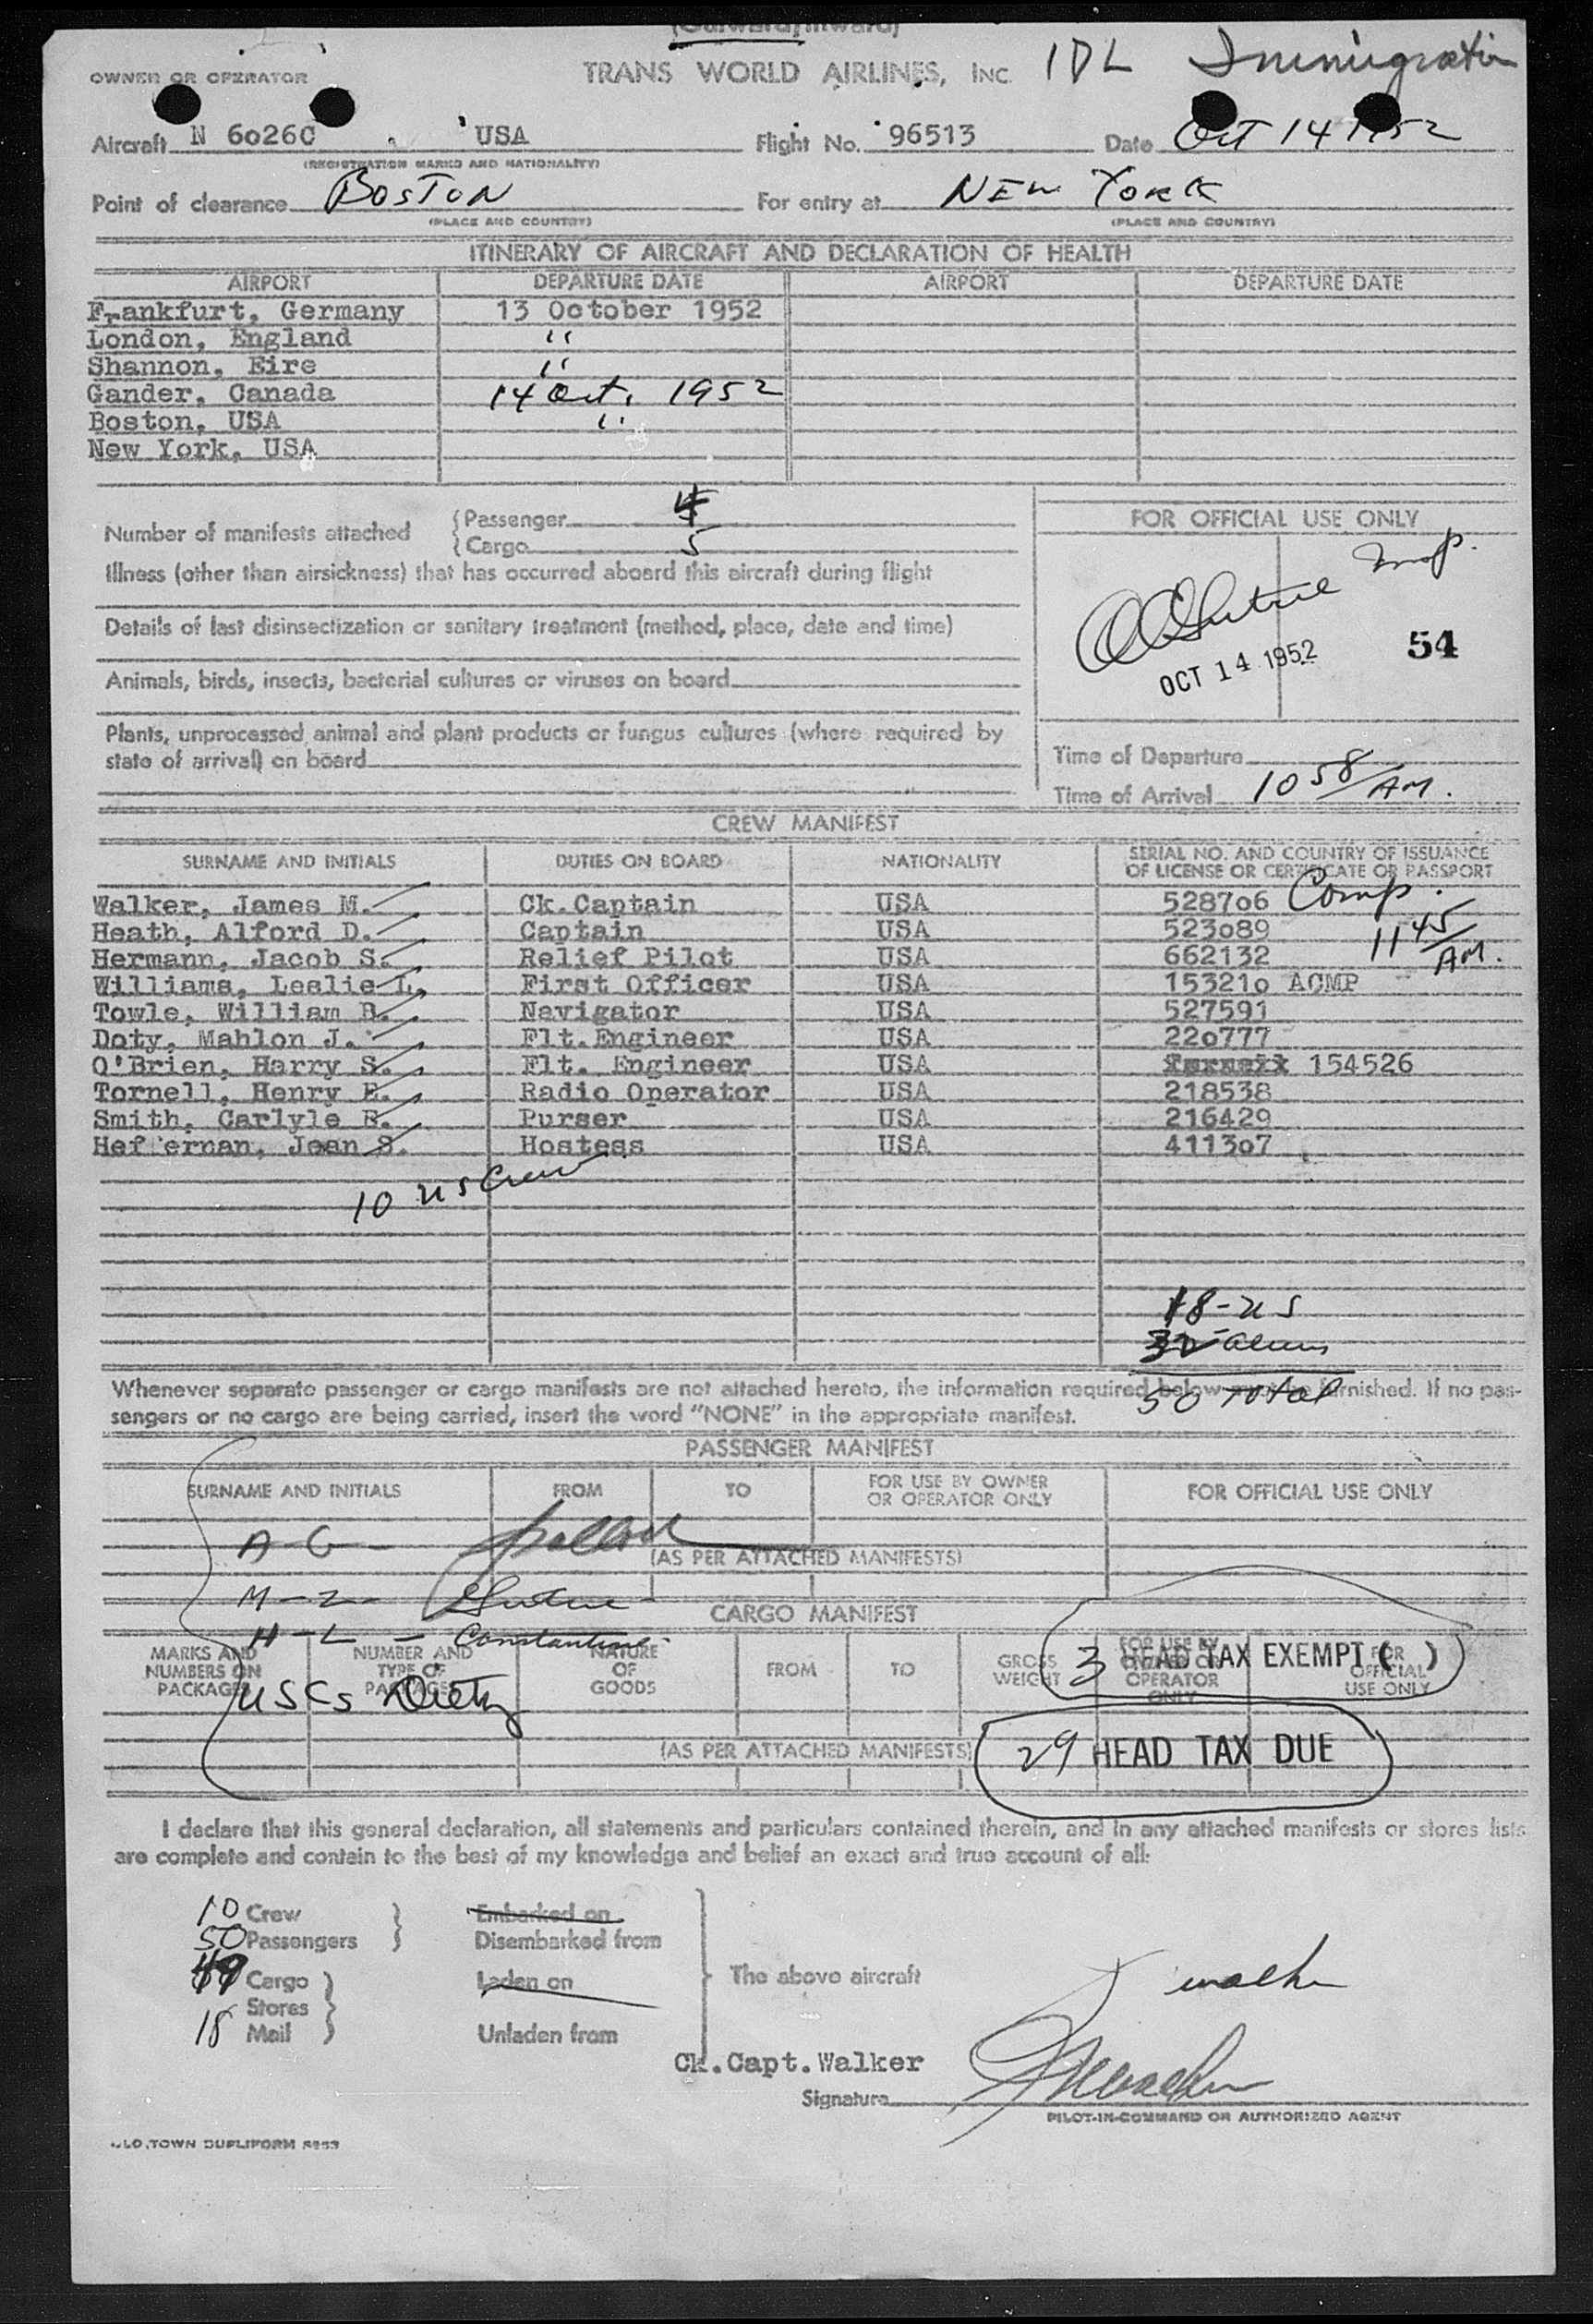 (Outward/Inward)
OWNER OR OPERATOR TRANS WORLD AIRLINES, INC. IDL Immigration
Aircraft N 6026C USA Flight No. 96513 Date Oct 14 1952
(REGISTRATION MARKS AND NATIONALITY)
Point of clearance BOSTON For entry at NEW YORK
(PLACE AND COUNTRY) (PLACE AND COUNTRY)
ITINERARY OF AIRCRAFT AND DECLARATION OF HEALTH
AIRPORT DEPARTURE DATE AIRPORT DEPARTURE DATE
Frankfurt, Germany 13 October 1952
London, England "
Shannon, Eire "
Gander, Canada 14 Oct. 1952
Boston, USA "
New York, USA
Number of manifests attached
{Passenger 4
{Cargo 5
Illness (other than airsickness) that has occurred aboard this aircraft during flight
Details of last disinsectization or sanitary treatment (method, place, date and time)
Animals, birds, insects, bacterial cultures or viruses on board
Plants, unprocessed animal and plant products or fungus cultures (where required by
state of arrival) on board
FOR OFFICIAL USE ONLY
OCT 14 1952
54
Time of Departure
Time of Arrival 10 58/AM.
CREW MANIFEST
SURNAME AND INITIALS DUTIES ON BOARD NATIONALITY SERIAL NO. AND COUNTRY OF ISSUANCE
OF LICENSE OR CERTIFICATE OR PASSPORT
Walker, James M. Ck.Captain USA 528706 Comp.
Heath, Alford D. Captain USA 523089 11 45/AM.
Hermann, Jacob S. Relief Pilot USA 662132
Williams, Leslie L. First Officer USA 153210 ACMP
Towle, William B. Navigator USA 527591
Doty, Mahlon J. Flt.Engineer USA 220777
O'Brien, Harry S. Flt. Engineer USA 154526
Tornell, Henry E. Radio Operator USA 218538
Smith, Carlyle E. Purser USA 216429
Heffernan, Jean S. Hostess USA 411307
10 US Crew
18 - US
32 - aliens
50 Total
Whenever separate passenger or cargo manifests are not attached hereto, the information required below must be furnished. If no pas-
sengers or no cargo are being carried, insert the word "NONE" in the appropriate manifest.
PASSENGER MANIFEST
SURNAME AND INITIALS FROM TO FOR USE BY OWNER
OR OPERATOR ONLY FOR OFFICIAL USE ONLY
A-G-
(AS PER ATTACHED MANIFESTS)
M-Z-
CARGO MANIFEST
H-L - Constantine
MARKS AND
NUMBERS ON
PACKAGES NUMBER AND
TYPE OF
PACKAGES NATURE
OF
GOODS FROM TO GROSS
WEIGHT FOR USE BY
OWNER OR
OPERATOR
ONLY FOR
OFFICIAL
USE ONLY
3 HEAD TAX EXEMPT ( )
USCs Dietz
(AS PER ATTACHED MANIFESTS)
29 HEAD TAX DUE
I declare that this general declaration, all statements and particulars contained therein, and in any attached manifests or stores lists
are complete and contain to the best of my knowledge and belief an exact and true account of all:
10 Crew Embarked on
50 Passengers Disembarked from
49 Cargo Laden on The above aircraft
Stores
18 Mail Unladen from
Walker
Ck.Capt.Walker
Signature
PILOT-IN-COMMAND OR AUTHORIZED AGENT